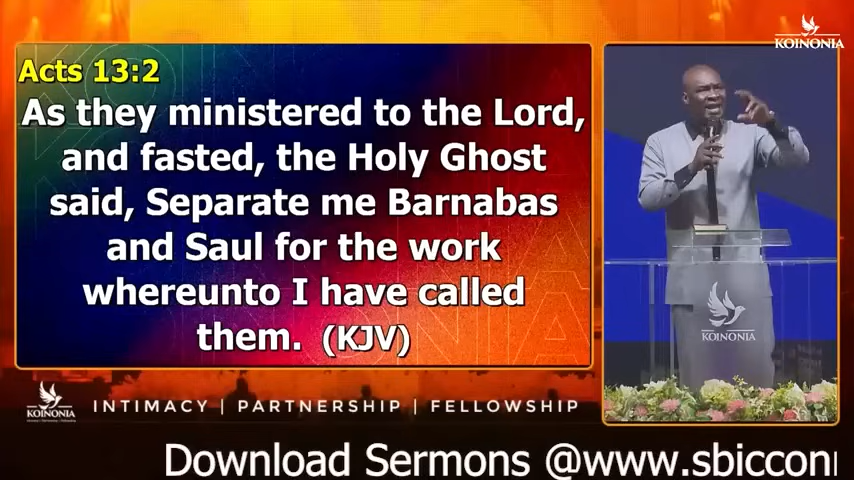 Acts 13:2
As they ministered to the Lord,
and fasted, the Holy Ghost
said, Separate me Barnabas
and Saul for the work
whereunto I have called
them. (KJV)
KOINONIA
KOINONIA
KOINONIA
INTIMACY | PARTNERSHIP | FELLOWSHIP
Download Sermons @www.sbicconi